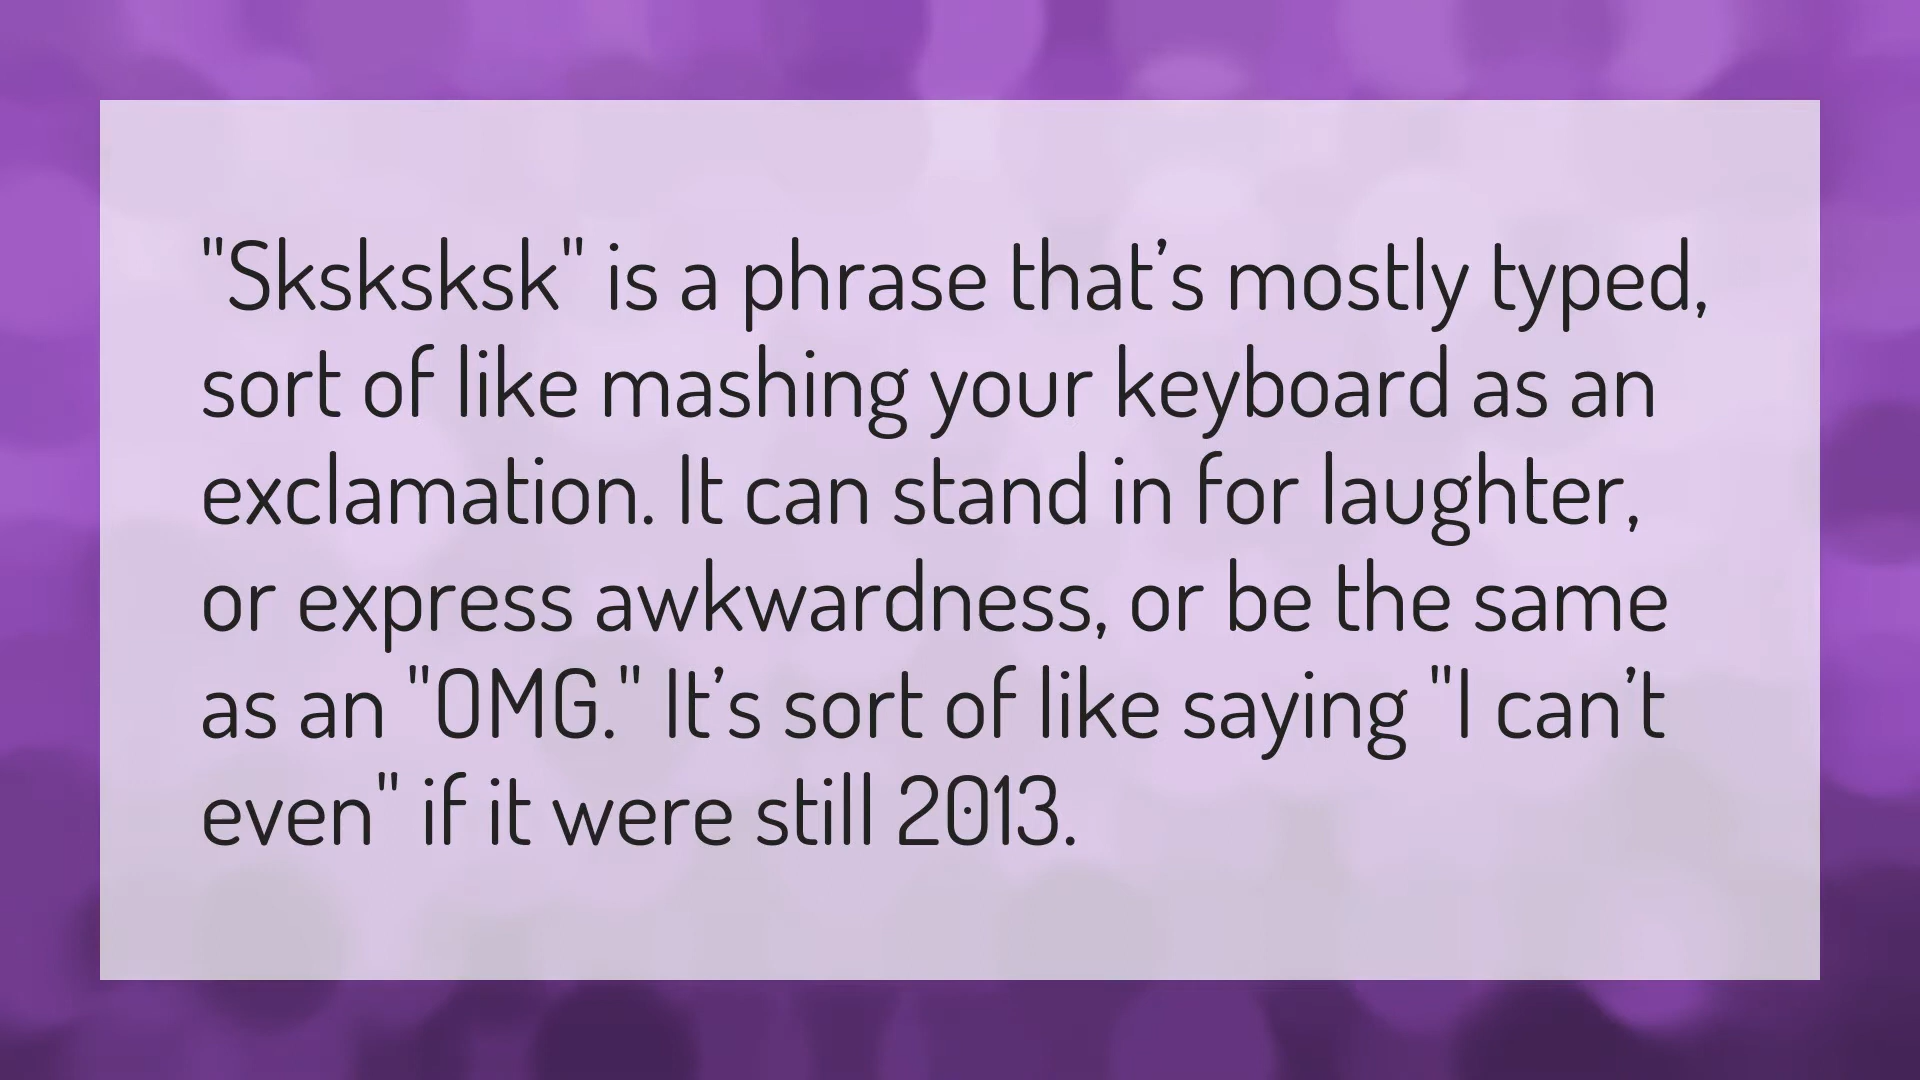 "Sksksksk" is a phrase that’s mostly typed,
sort of like mashing your keyboard as an
exclamation. It can stand in for laughter,
or express awkwardness, or be the same
as an "OMG." It’s sort of like saying "I can’t
even" if it were still 2013.